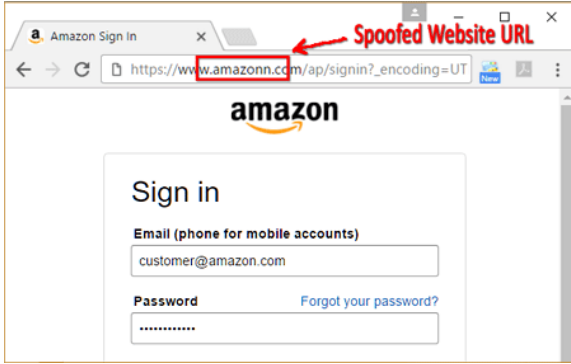 Amazon Sign In
Spoofed Website URL
https://www.amazonn.com/ap/signin?_encoding=UT
New
amazon
Sign in
Email (phone for mobile accounts)
customer@amazon.com
Password Forgot your password?
••••••••••••